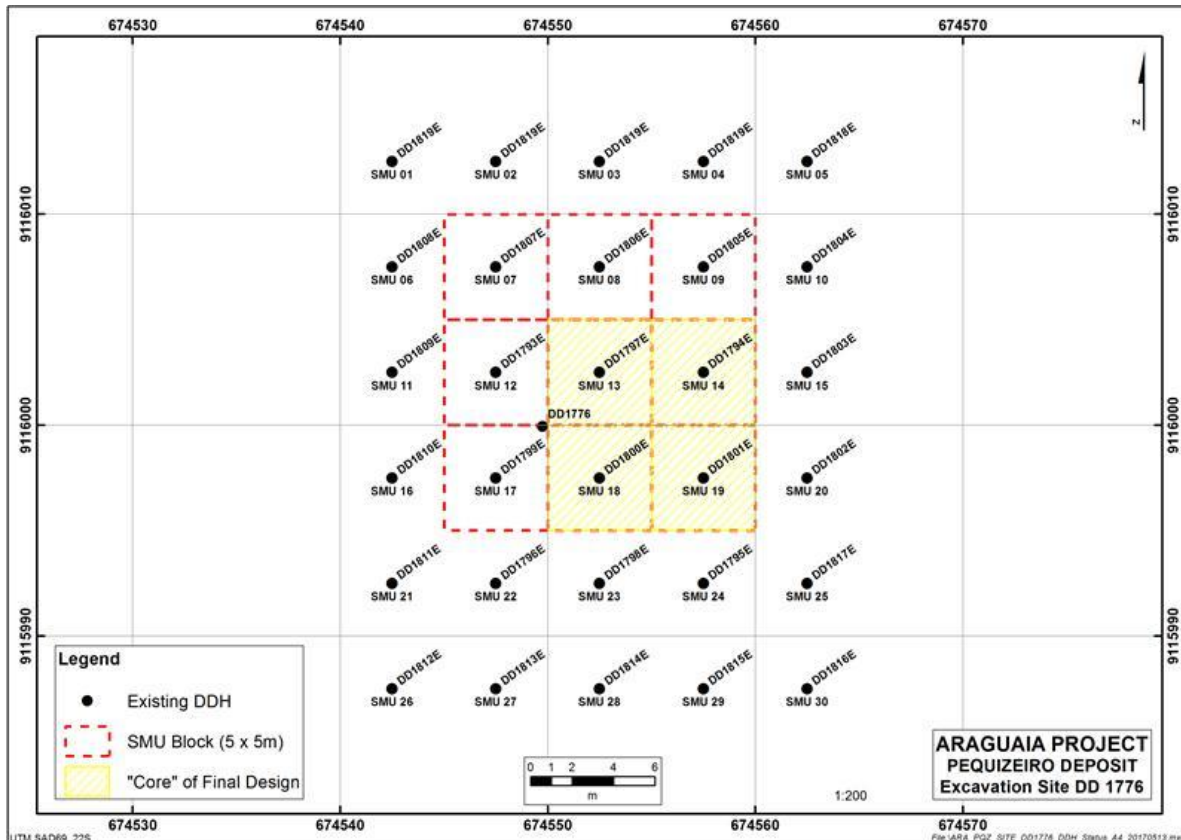 674530 674540 674550 674560 674570
DD1819E DD1819E DD1819E DD1819E DD1818E
SMU 01 SMU 02 SMU 03 SMU 04 SMU 05
9116010 9116010
DD1808E DD1807E DD1806E DD1805E DD1804E
SMU 06 SMU 07 SMU 08 SMU 09 SMU 10
DD1809E DD1793E DD1797E DD1794E DD1803E
SMU 11 SMU 12 SMU 13 SMU 14 SMU 15
DD1776
9116000 9116000
DD1810E DD1799E DD1800E DD1801E DD1802E
SMU 16 SMU 17 SMU 18 SMU 19 SMU 20
DD1811E DD1796E DD1798E DD1795E DD1817E
SMU 21 SMU 22 SMU 23 SMU 24 SMU 25
9115990 9115990
DD1812E DD1813E DD1814E DD1815E DD1816E
SMU 26 SMU 27 SMU 28 SMU 29 SMU 30
N
Legend
Existing DDH
SMU Block (5 x 5m)
"Core" of Final Design
0 1 2 4 6
m
1:200
ARAGUAIA PROJECT
PEQUIZEIRO DEPOSIT
Excavation Site DD 1776
674530 674540 674550 674560 674570
UTM SAD69_22S
File:\ARA_PQZ_SITE_DD1776_DDH_Status_A4_20170513.mxd